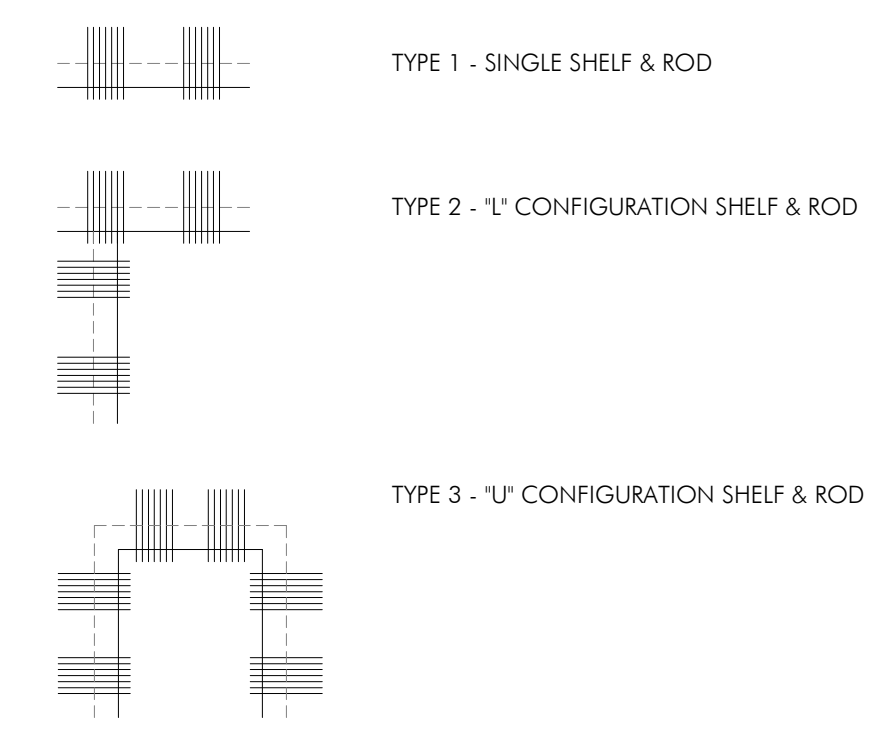 TYPE 1 - SINGLE SHELF & ROD
TYPE 2 - "L" CONFIGURATION SHELF & ROD
TYPE 3 - "U" CONFIGURATION SHELF & ROD